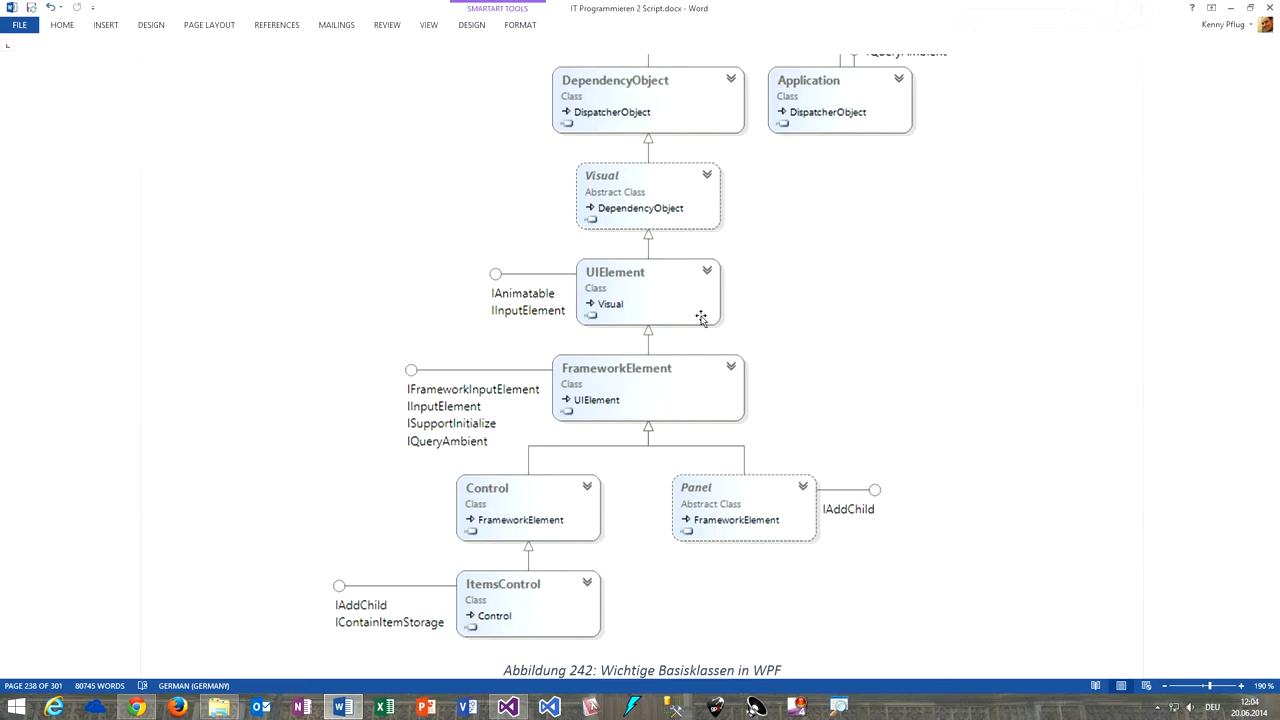 SMARTART TOOLS
IT Programmieren 2 Script.docx - Word
FILE HOME INSERT DESIGN PAGE LAYOUT REFERENCES MAILINGS REVIEW VIEW DESIGN FORMAT
Kenny Pflug
IQueryAmbient
DependencyObject
Class
DispatcherObject
Application
Class
DispatcherObject
Visual
Abstract Class
DependencyObject
UIElement
Class
Visual
IAnimatable
IInputElement
FrameworkElement
Class
UIElement
IFrameworkInputElement
IInputElement
ISupportInitialize
IQueryAmbient
Control
Class
FrameworkElement
Panel
Abstract Class
FrameworkElement
IAddChild
ItemsControl
Class
Control
IAddChild
IContainItemStorage
Abbildung 242: Wichtige Basisklassen in WPF
PAGE 238 OF 301 80745 WORDS GERMAN (GERMANY) 190 %
DEU
12:04
20.06.2014